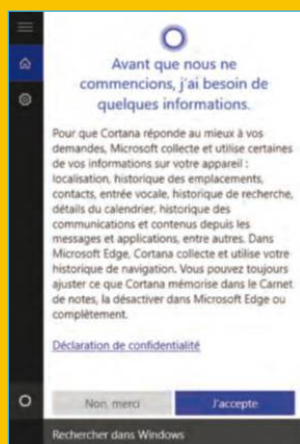 Avant que nous ne
commencions, j'ai besoin de
quelques informations.
Pour que Cortana réponde au mieux à vos
demandes, Microsoft collecte et utilise certaines
de vos informations sur votre appareil :
localisation, historique des emplacements,
contacts, entrée vocale, historique de recherche,
détails du calendrier, historique des
communications et contenus depuis les
messages et applications, entre autres. Dans
Microsoft Edge, Cortana collecte et utilise votre
historique de navigation. Vous pouvez toujours
ajuster ce que Cortana mémorise dans le Carnet
de notes, la désactiver dans Microsoft Edge ou
complètement.
Déclaration de confidentialité
Non, merci J'accepte
Rechercher dans Windows